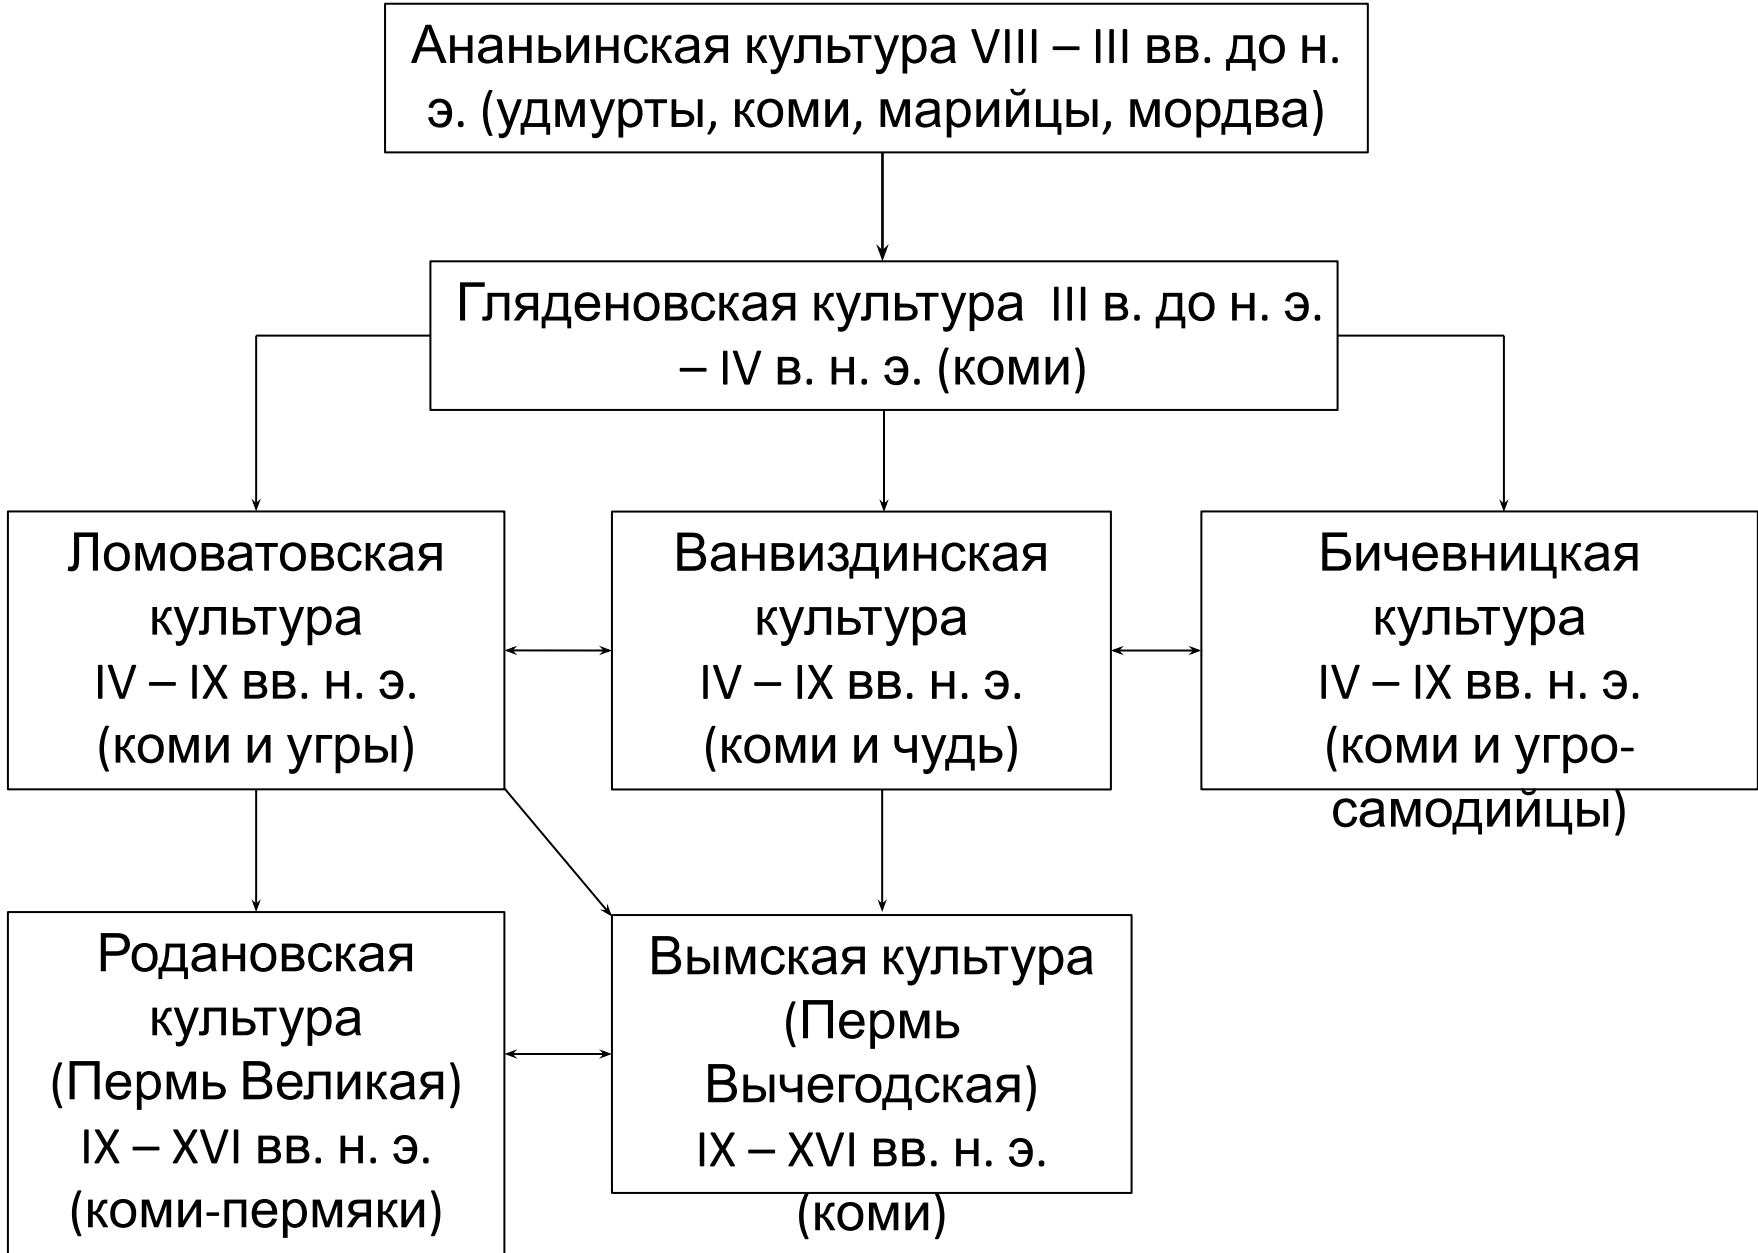 Ананьинская культура VIII – III вв. до н.
э. (удмурты, коми, марийцы, мордва)
Гляденовская культура III в. до н. э.
– IV в. н. э. (коми)
Ломоватовская
культура
IV – IX вв. н. э.
(коми и угры)
Ванвиздинская
культура
IV – IX вв. н. э.
(коми и чудь)
Бичевницкая
культура
IV – IX вв. н. э.
(коми и угро-
самодийцы)
Родановская
культура
(Пермь Великая)
IX – XVI вв. н. э.
(коми-пермяки)
Вымская культура
(Пермь
Вычегодская)
IX – XVI вв. н. э.
(коми)